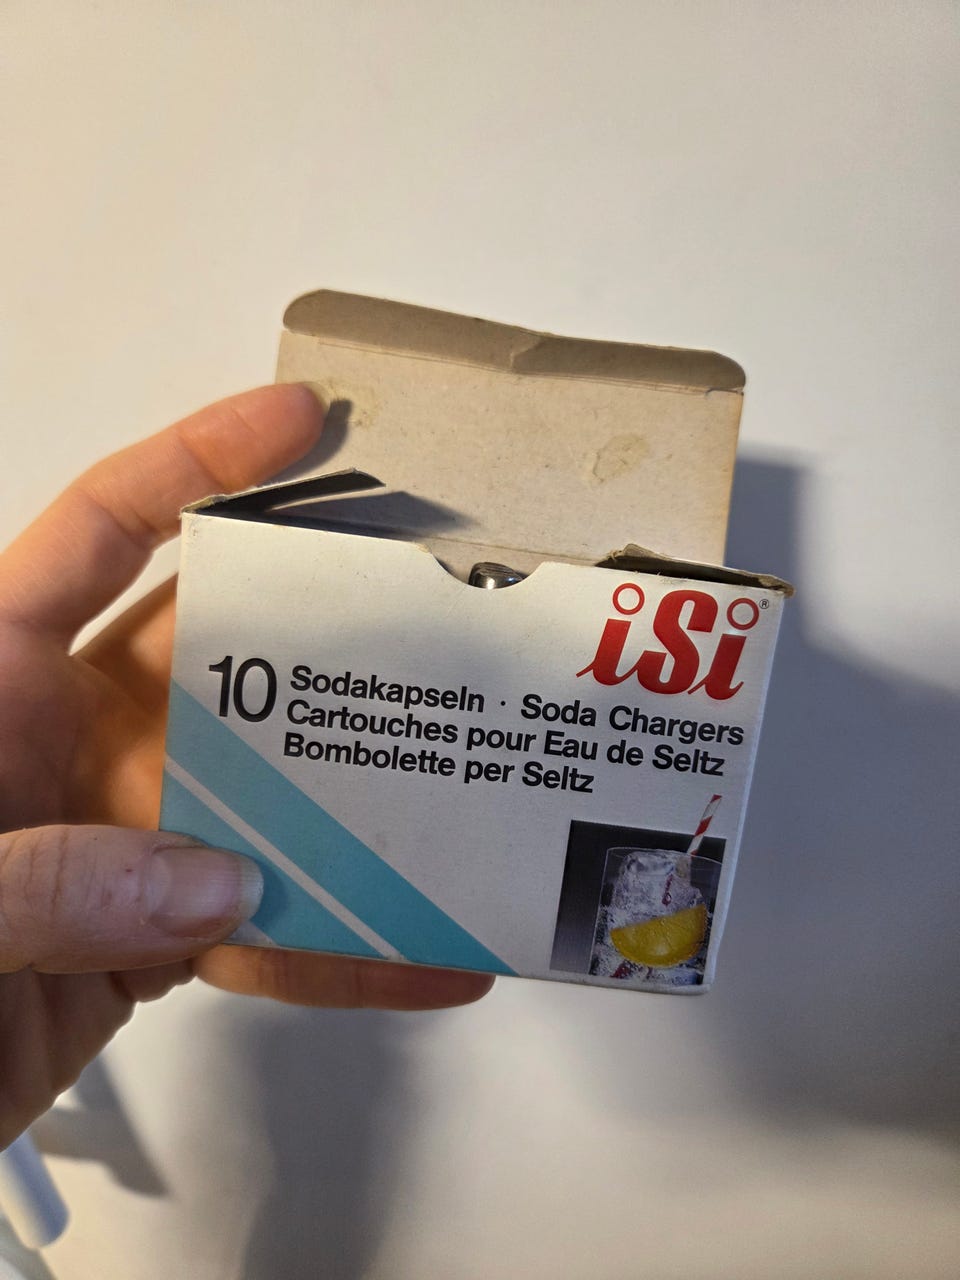 iSi®
10 Sodakapseln · Soda Chargers
Cartouches pour Eau de Seltz
Bombolette per Seltz